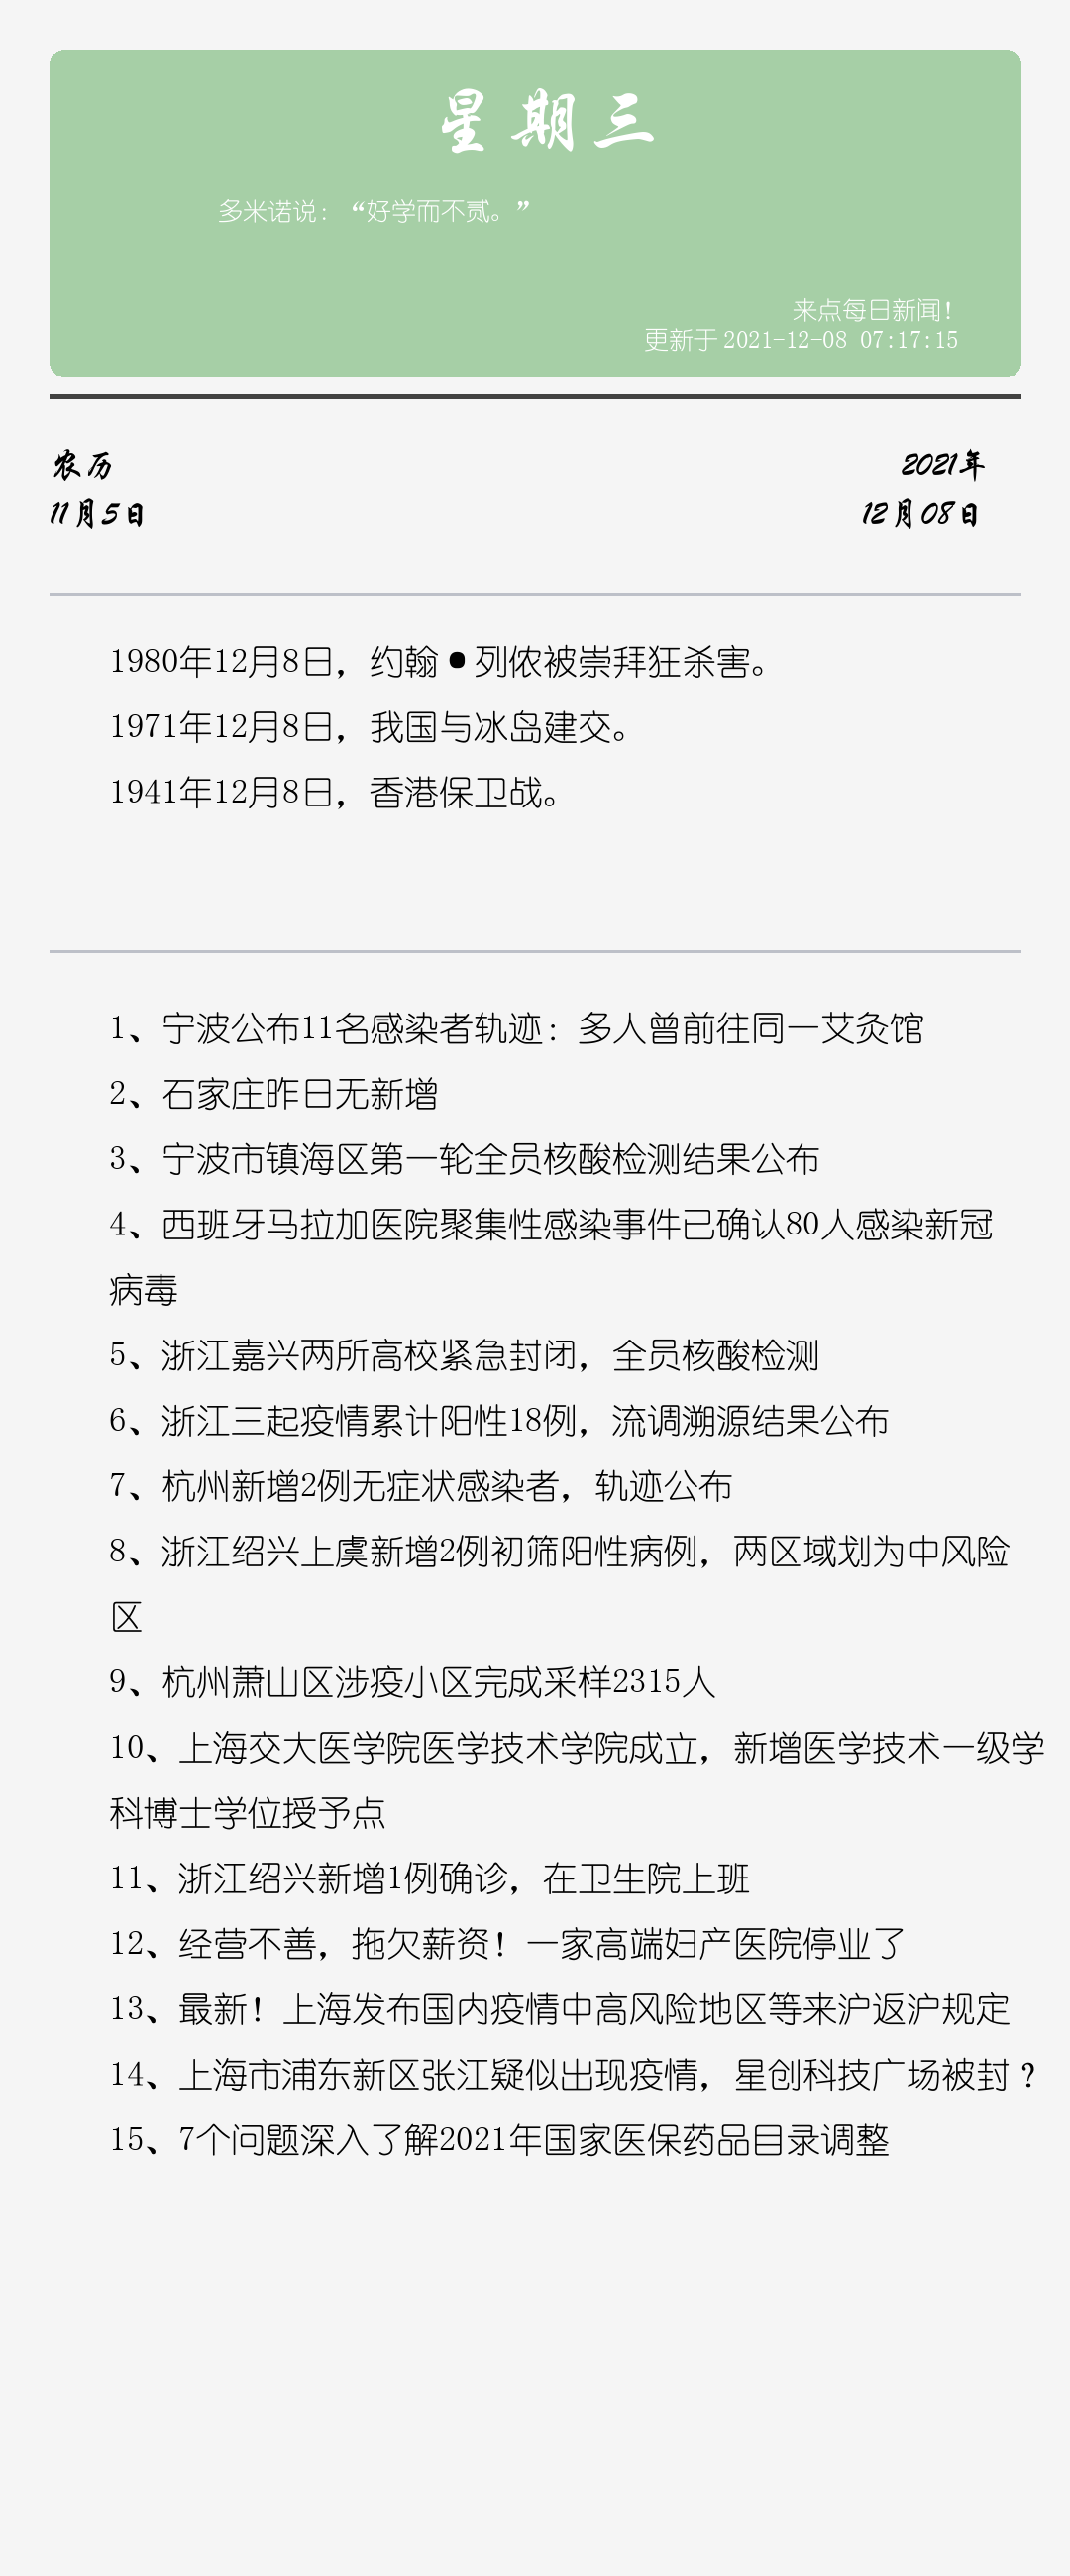 星期三
多米诺说：“好学而不贰。”
来点每日新闻！
更新于2021-12-08 07:17:15
农历
11月5日
2021年
12月08日
1980年12月8日，约翰•列侬被崇拜狂杀害。
1971年12月8日，我国与冰岛建交。
1941年12月8日，香港保卫战。
1、宁波公布11名感染者轨迹：多人曾前往同一艾灸馆
2、石家庄昨日无新增
3、宁波市镇海区第一轮全员核酸检测结果公布
4、西班牙马拉加医院聚集性感染事件已确认80人感染新冠
病毒
5、浙江嘉兴两所高校紧急封闭，全员核酸检测
6、浙江三起疫情累计阳性18例，流调溯源结果公布
7、杭州新增2例无症状感染者，轨迹公布
8、浙江绍兴上虞新增2例初筛阳性病例，两区域划为中风险
区
9、杭州萧山区涉疫小区完成采样2315人
10、上海交大医学院医学技术学院成立，新增医学技术一级学
科博士学位授予点
11、浙江绍兴新增1例确诊，在卫生院上班
12、经营不善，拖欠薪资！一家高端妇产医院停业了
13、最新！上海发布国内疫情中高风险地区等来沪返沪规定
14、上海市浦东新区张江疑似出现疫情，星创科技广场被封？
15、7个问题深入了解2021年国家医保药品目录调整